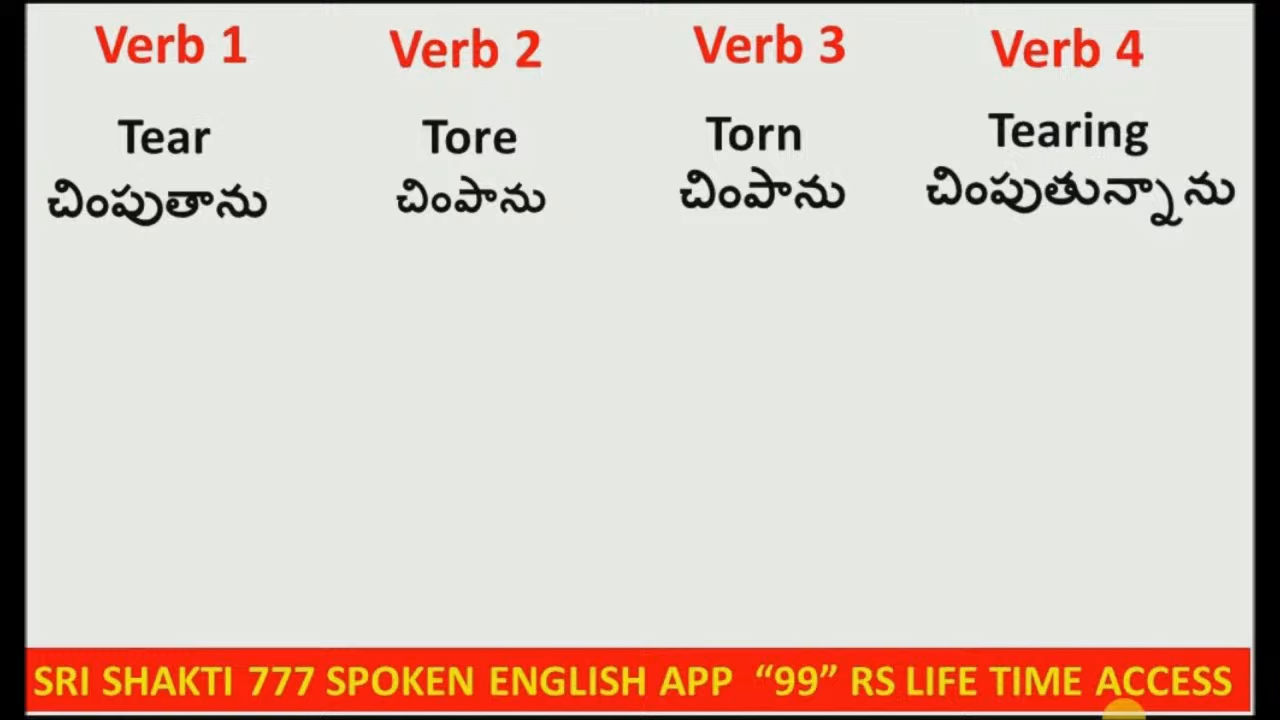 Verb 1 Verb 2 Verb 3 Verb 4
Tear Tore Torn Tearing
చింపుతాను చింపాను చింపాను చింపుతున్నాను
SRI SHAKTI 777 SPOKEN ENGLISH APP “99” RS LIFE TIME ACCESS